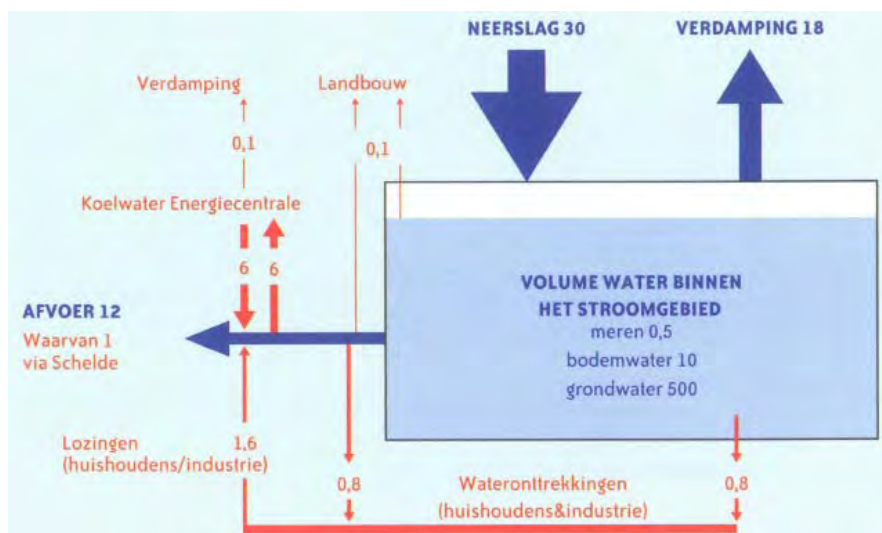 NEERSLAG 30
VERDAMPING 18
Verdamping
Landbouw
0,1
0,1
Koelwater Energiecentrale
6
6
AFVOER 12
Waarvan 1
via Schelde
VOLUME WATER BINNEN
HET STROOMGEBIED
meren 0,5
bodemwater 10
grondwater 500
Lozingen
(huishoudens/industrie)
1,6
0,8
Wateronttrekkingen
(huishoudens&industrie)
0,8